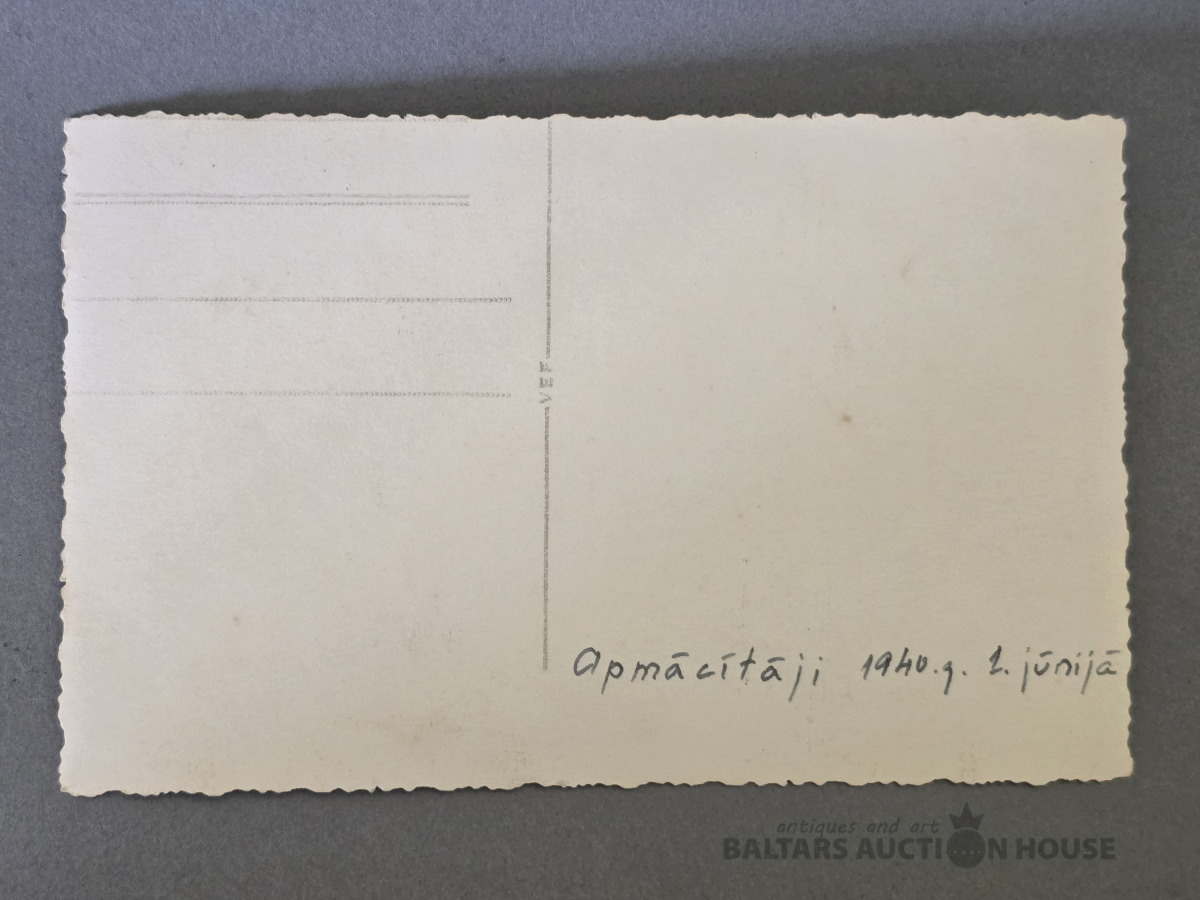 VEF
Apmācītāji 1940.g. 1. jūnijā
antiques and art
BALTARS AUCTION HOUSE